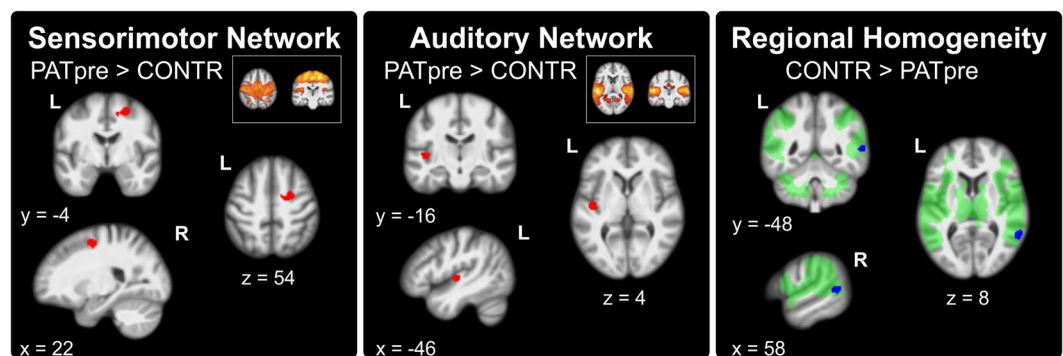 Sensorimotor Network
PATpre > CONTR
L
y = -4
L
R
z = 54
x = 22
Auditory Network
PATpre > CONTR
L
y = -16
L
L
z = 4
x = -46
Regional Homogeneity
CONTR > PATpre
L
y = -48
L
R
z = 8
x = 58